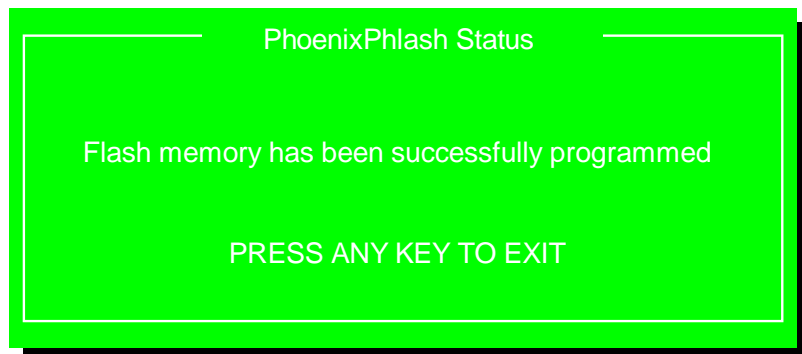 PhoenixPhlash Status
Flash memory has been successfully programmed
PRESS ANY KEY TO EXIT